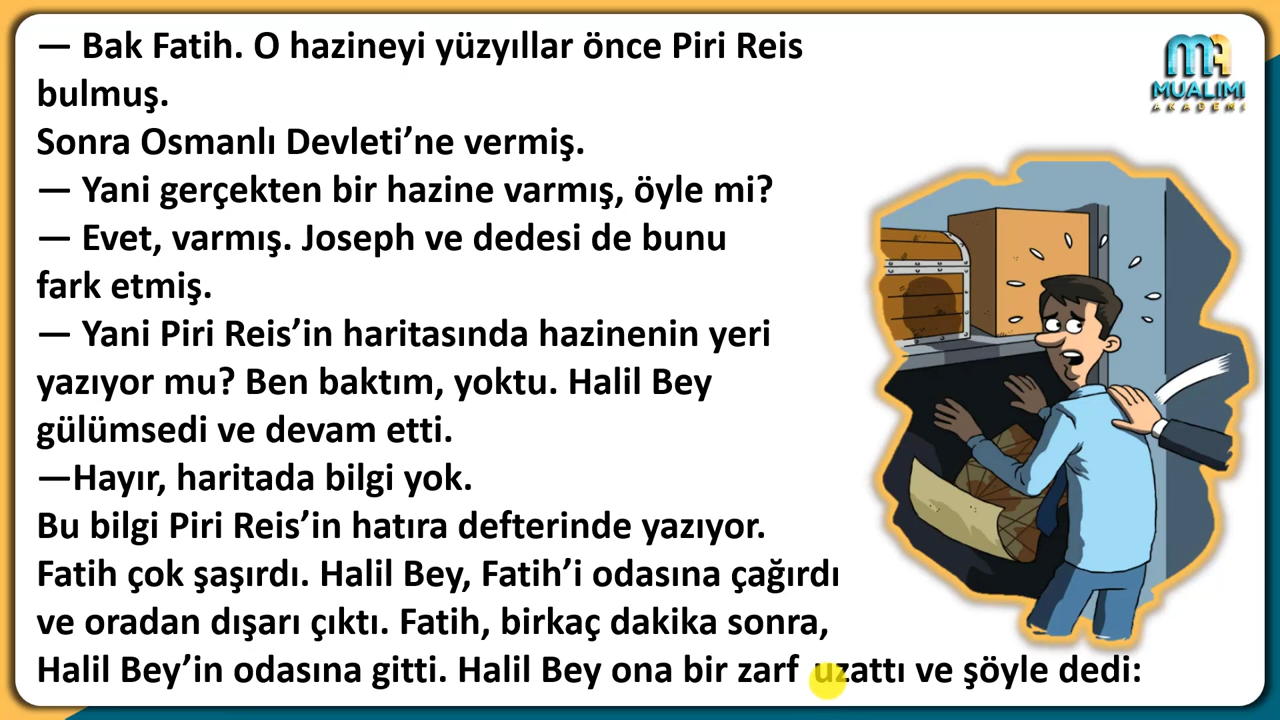 — Bak Fatih. O hazineyi yüzyıllar önce Piri Reis
bulmuş.
Sonra Osmanlı Devleti’ne vermiş.
— Yani gerçekten bir hazine varmış, öyle mi?
— Evet, varmış. Joseph ve dedesi de bunu
fark etmiş.
— Yani Piri Reis’in haritasında hazinenin yeri
yazıyor mu? Ben baktım, yoktu. Halil Bey
gülümsedi ve devam etti.
—Hayır, haritada bilgi yok.
Bu bilgi Piri Reis’in hatıra defterinde yazıyor.
Fatih çok şaşırdı. Halil Bey, Fatih’i odasına çağırdı
ve oradan dışarı çıktı. Fatih, birkaç dakika sonra,
Halil Bey’in odasına gitti. Halil Bey ona bir zarf uzattı ve şöyle dedi:
MUALIMI
AKADEMI